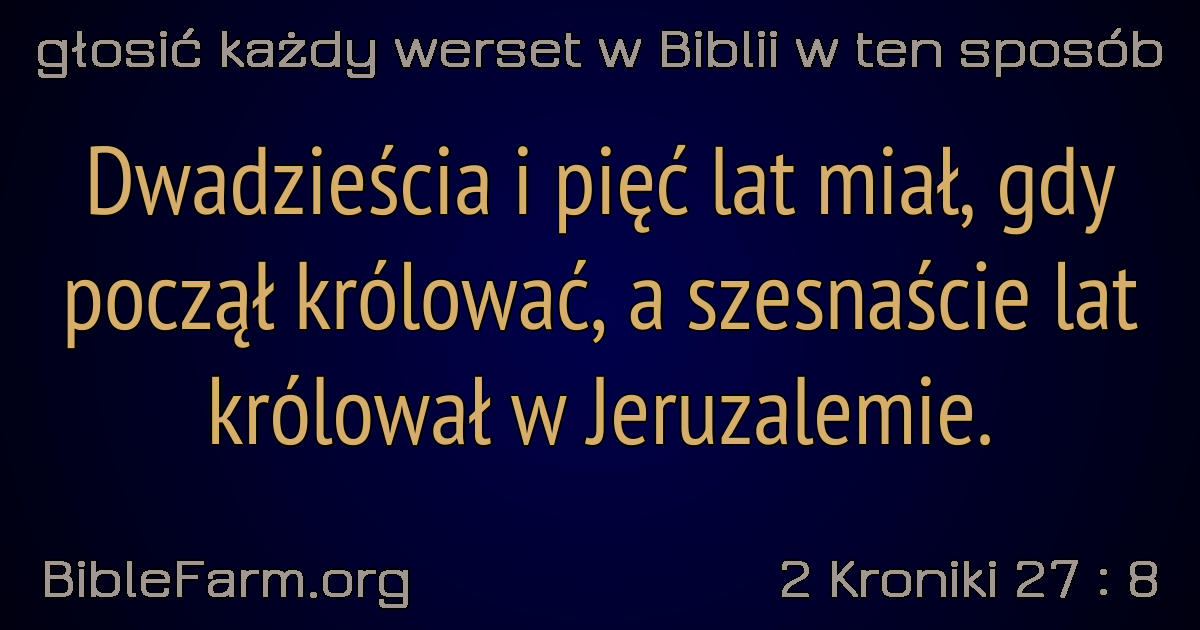 głosić każdy werset w Biblii w ten sposób
Dwadzieścia i pięć lat miał, gdy
począł królować, a szesnaście lat
królował w Jeruzalemie.
BibleFarm.org
2 Kroniki 27 : 8